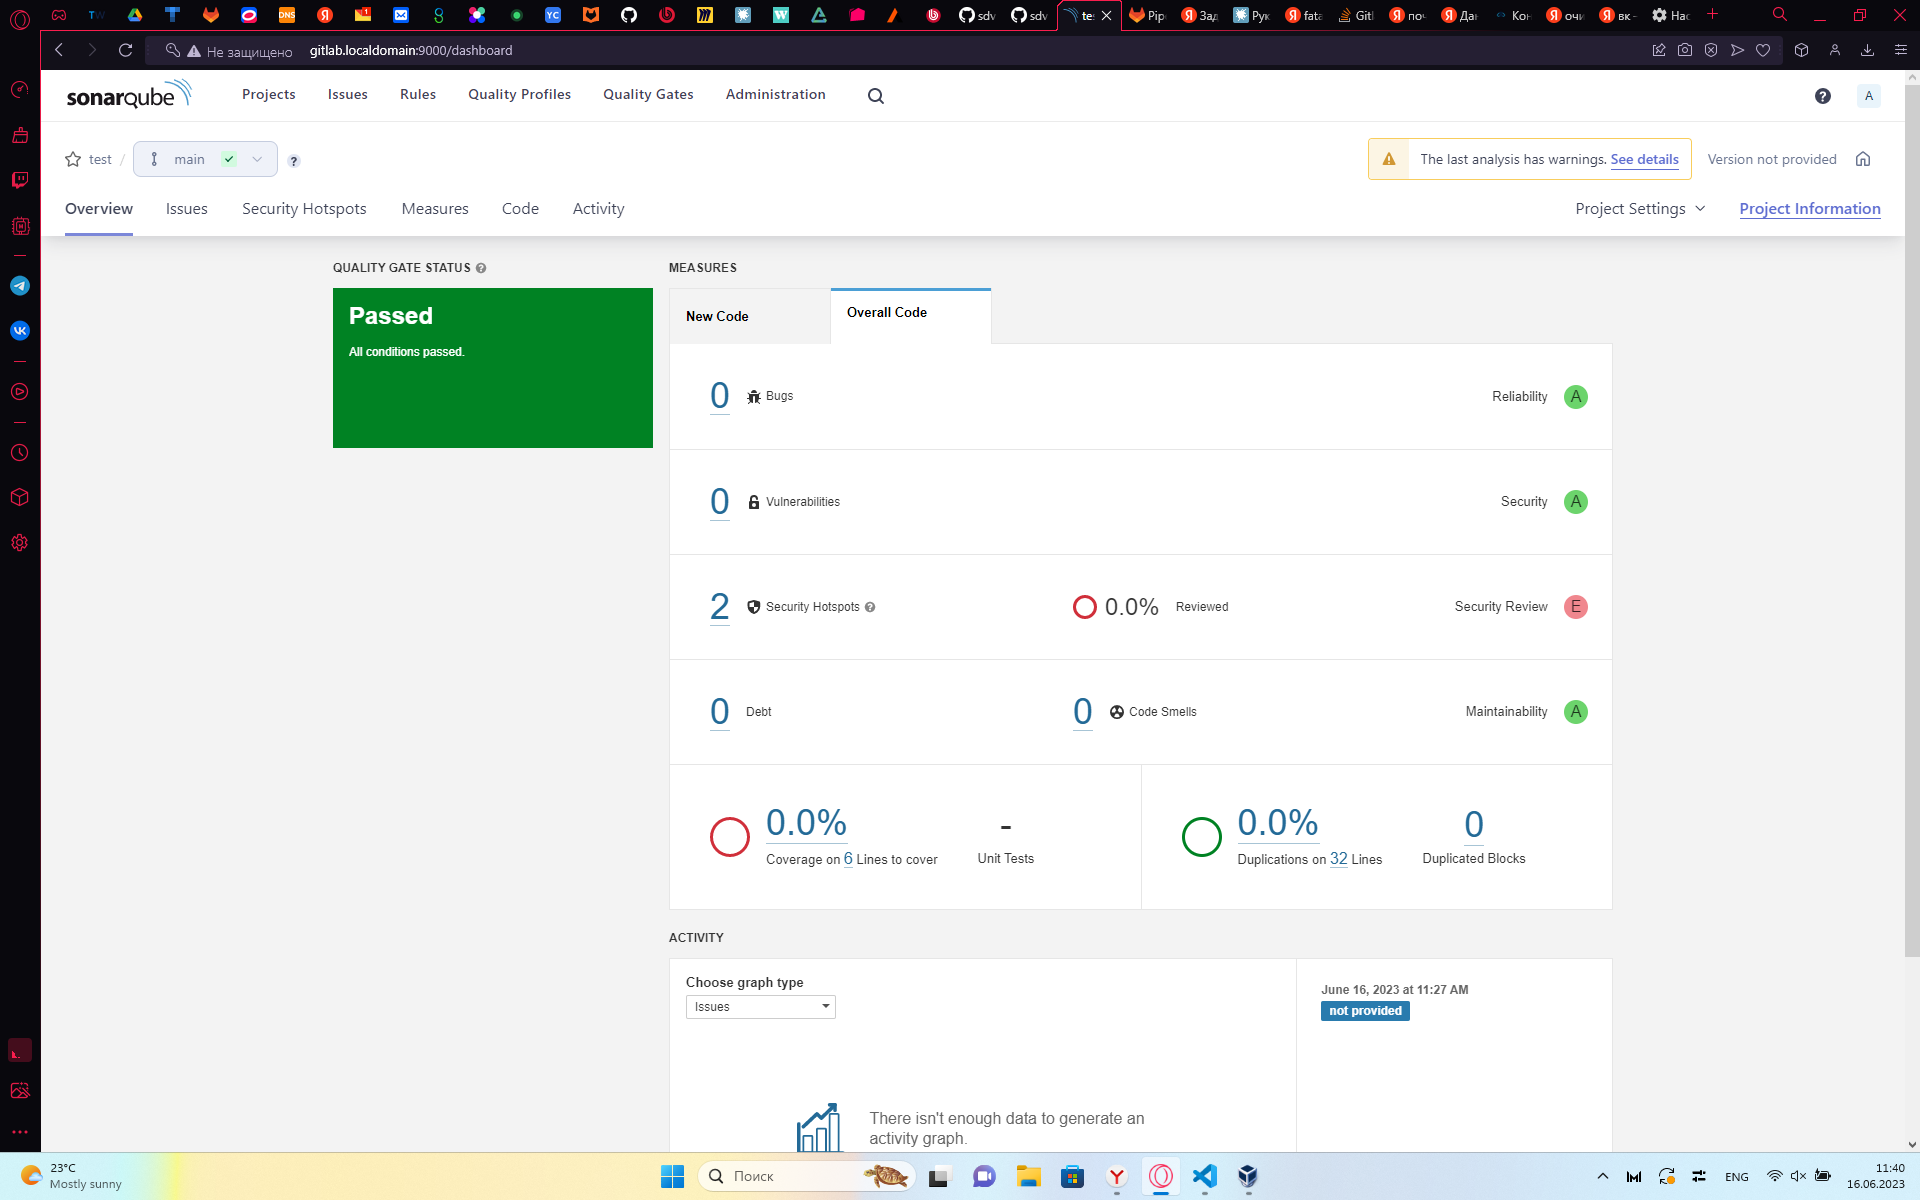 TW
DNS
YC
W
sdv
sdv
te
Pip
Зад
Рук
fata
Gitl
поч
Дан
Кон
очи
вк -
Нас
Не защищено gitlab.localdomain:9000/dashboard
sonarqube Projects Issues Rules Quality Profiles Quality Gates Administration ? A
test / main ? The last analysis has warnings. See details Version not provided
Overview Issues Security Hotspots Measures Code Activity Project Settings Project Information
QUALITY GATE STATUS ?
Passed
All conditions passed.
MEASURES
New Code Overall Code
0 Bugs Reliability A
0 Vulnerabilities Security A
2 Security Hotspots ? 0.0% Reviewed Security Review E
0 Debt 0 Code Smells Maintainability A
0.0% -
Coverage on 6 Lines to cover Unit Tests
0.0% 0
Duplications on 32 Lines Duplicated Blocks
ACTIVITY
Choose graph type
Issues
There isn't enough data to generate an
activity graph.
June 16, 2023 at 11:27 AM
not provided
23°C
Mostly sunny
Поиск
ENG
11:40
16.06.2023